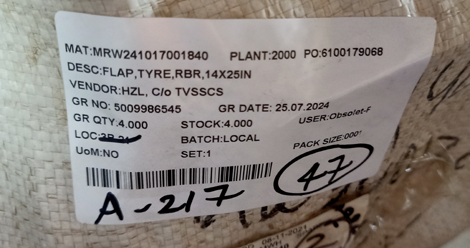 MAT:MRW241017001840 PLANT:2000 PO:6100179068
DESC:FLAP,TYRE,RBR,14X25IN
VENDOR:HZL, C/o TVSSCS
GR NO: 5009986545 GR DATE: 25.07.2024
GR QTY:4.000 STOCK:4.000 USER:Obsolet-F
LOC: BATCH:LOCAL PACK SIZE:000
UoM:NO SET:1
A-217 47